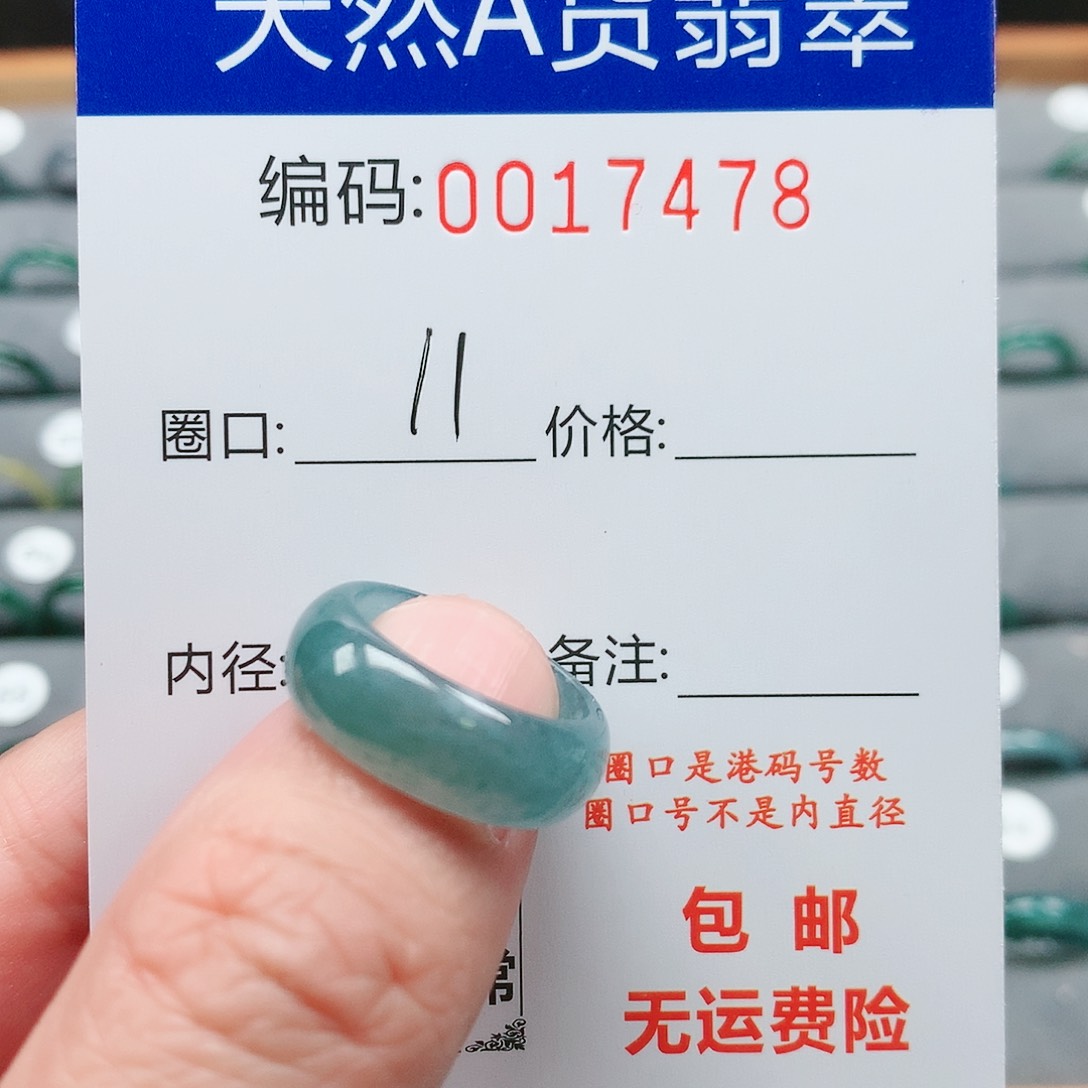 天然A货翡翠
编码:0017478
圈口: 11 价格:
内径: 备注:
圈口是港码号数
圈口号不是内直径
包邮
常
无运费险